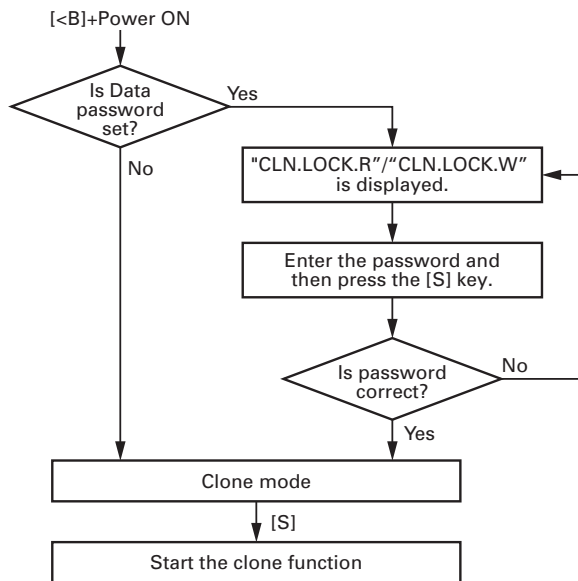 [<B]+Power ON
Is Data
password
set?
Yes
No
"CLN.LOCK.R”/“CLN.LOCK.W”
is displayed.
Enter the password and
then press the [S] key.
Is password
correct?
No
Yes
Clone mode
[S]
Start the clone function